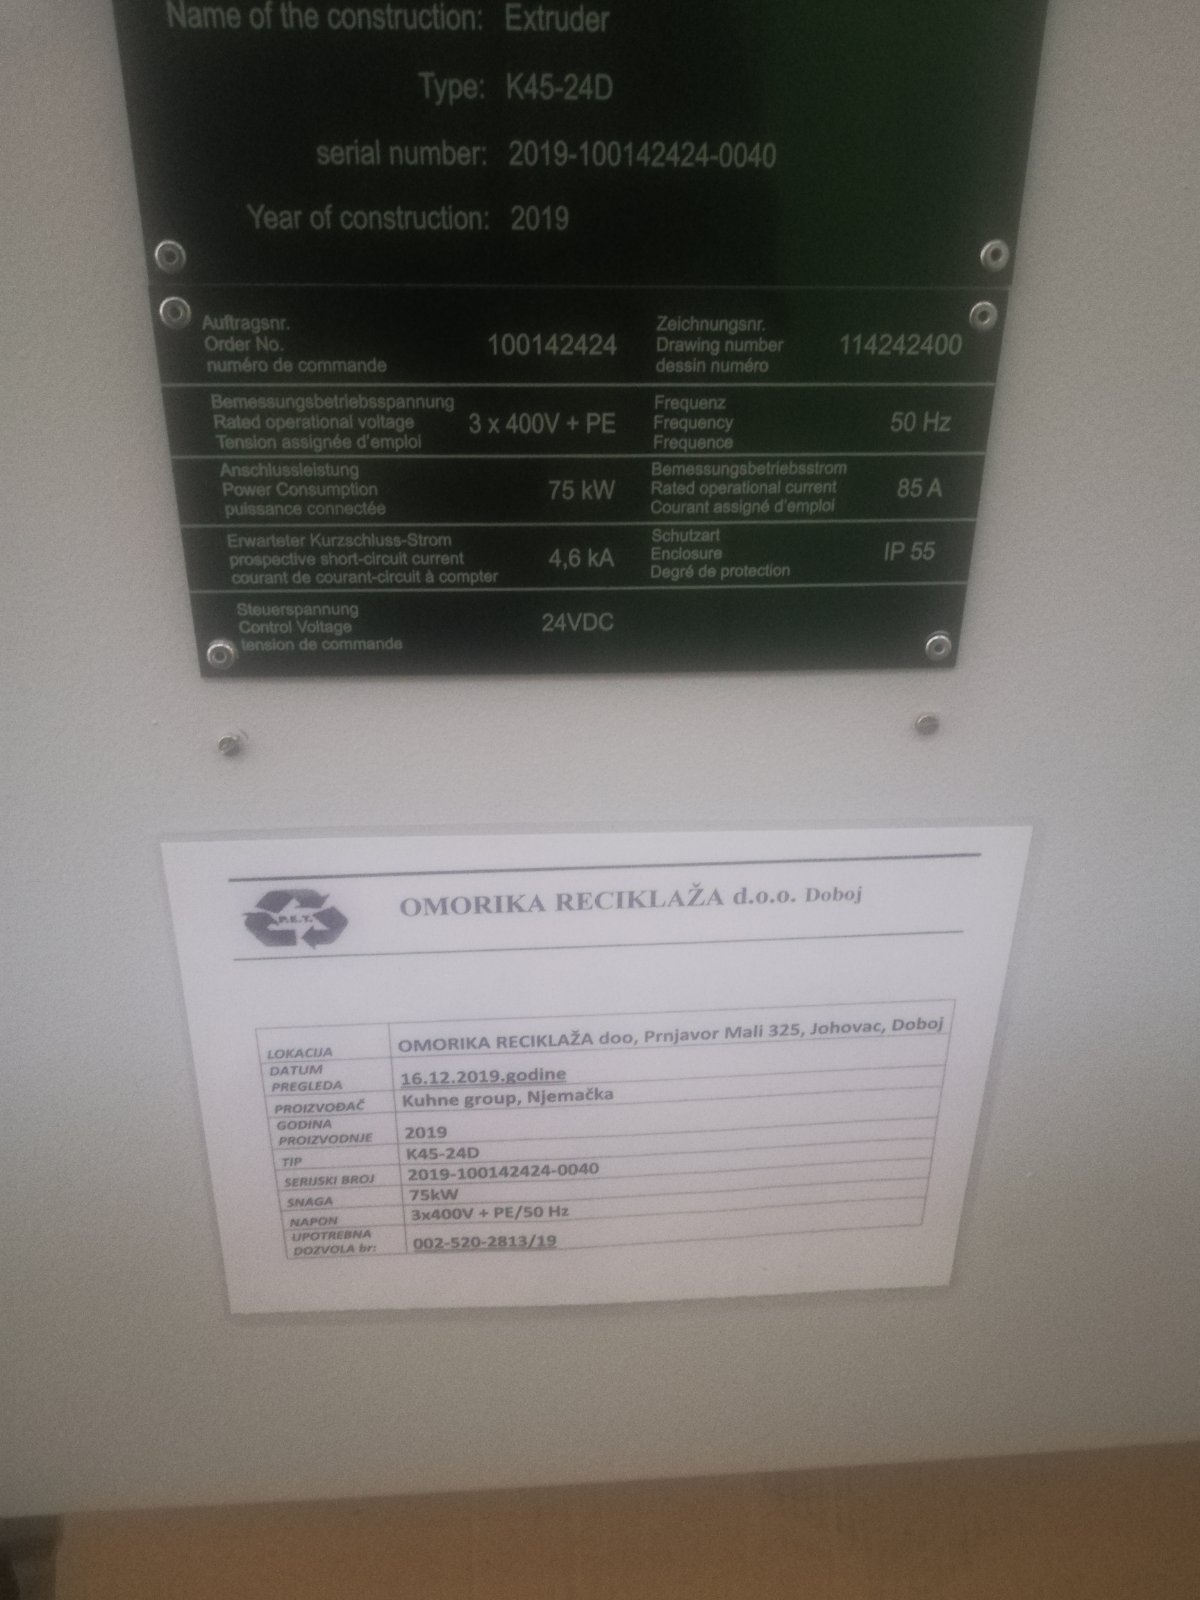 Name of the construction: Extruder
Type: K45-24D
serial number: 2019-100142424-0040
Year of construction: 2019
Auftragsnr.
Order No.
numéro de commande
100142424
Zeichnungsnr.
Drawing number
dessin numéro
114242400
Bemessungsbetriebsspannung
Rated operational voltage
Tension assignée d'emploi
3 x 400V + PE
Frequenz
Frequency
Frequence
50 Hz
Anschlussleistung
Power Consumption
puissance connectée
75 kW
Bemessungsbetriebsstrom
Rated operational current
Courant assigné d'emploi
85 A
Erwarteter Kurzschluss-Strom
prospective short-circuit current
courant de courant-circuit à compter
4,6 kA
Schutzart
Enclosure
Degré de protection
IP 55
Steuerspannung
Control Voltage
tension de commande
24VDC
P.E.T.
OMORIKA RECIKLAŽA d.o.o. Doboj
LOKACIJA
OMORIKA RECIKLAŽA doo, Prnjavor Mali 325, Johovac, Doboj
DATUM
PREGLEDA
16.12.2019.godine
PROIZVOĐAČ
Kuhne group, Njemačka
GODINA
PROIZVODNJE
2019
TIP
K45-24D
SERIJSKI BROJ
2019-100142424-0040
SNAGA
75kW
NAPON
3x400V + PE/50 Hz
UPOTREBNA
DOZVOLA br:
002-520-2813/19